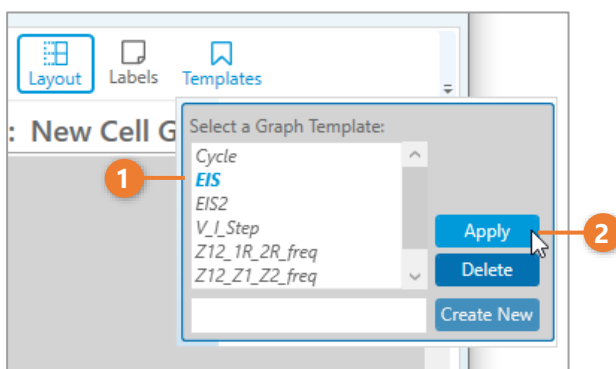 Layout
Labels
Templates
: New Cell G
Select a Graph Template:
Cycle
EIS
EIS2
V_I_Step
Z12_1R_2R_freq
Z12_Z1_Z2_freq
Apply
Delete
Create New
1
2